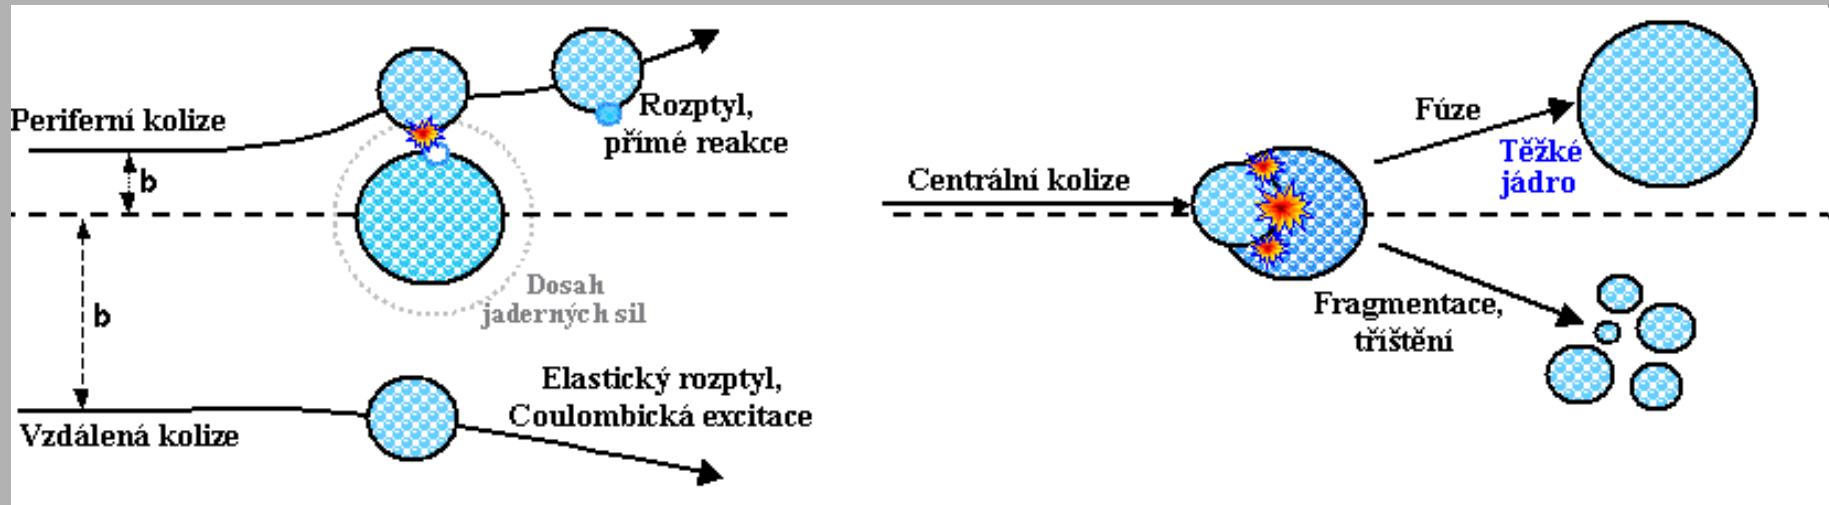 Periferní kolize
b
Rozptyl,
přímé reakce
Dosah
jaderných sil
b
Vzdálená kolize
Elastický rozptyl,
Coulombická excitace
Centrální kolize
Fúze
Těžké
jádro
Fragmentace,
tříštění